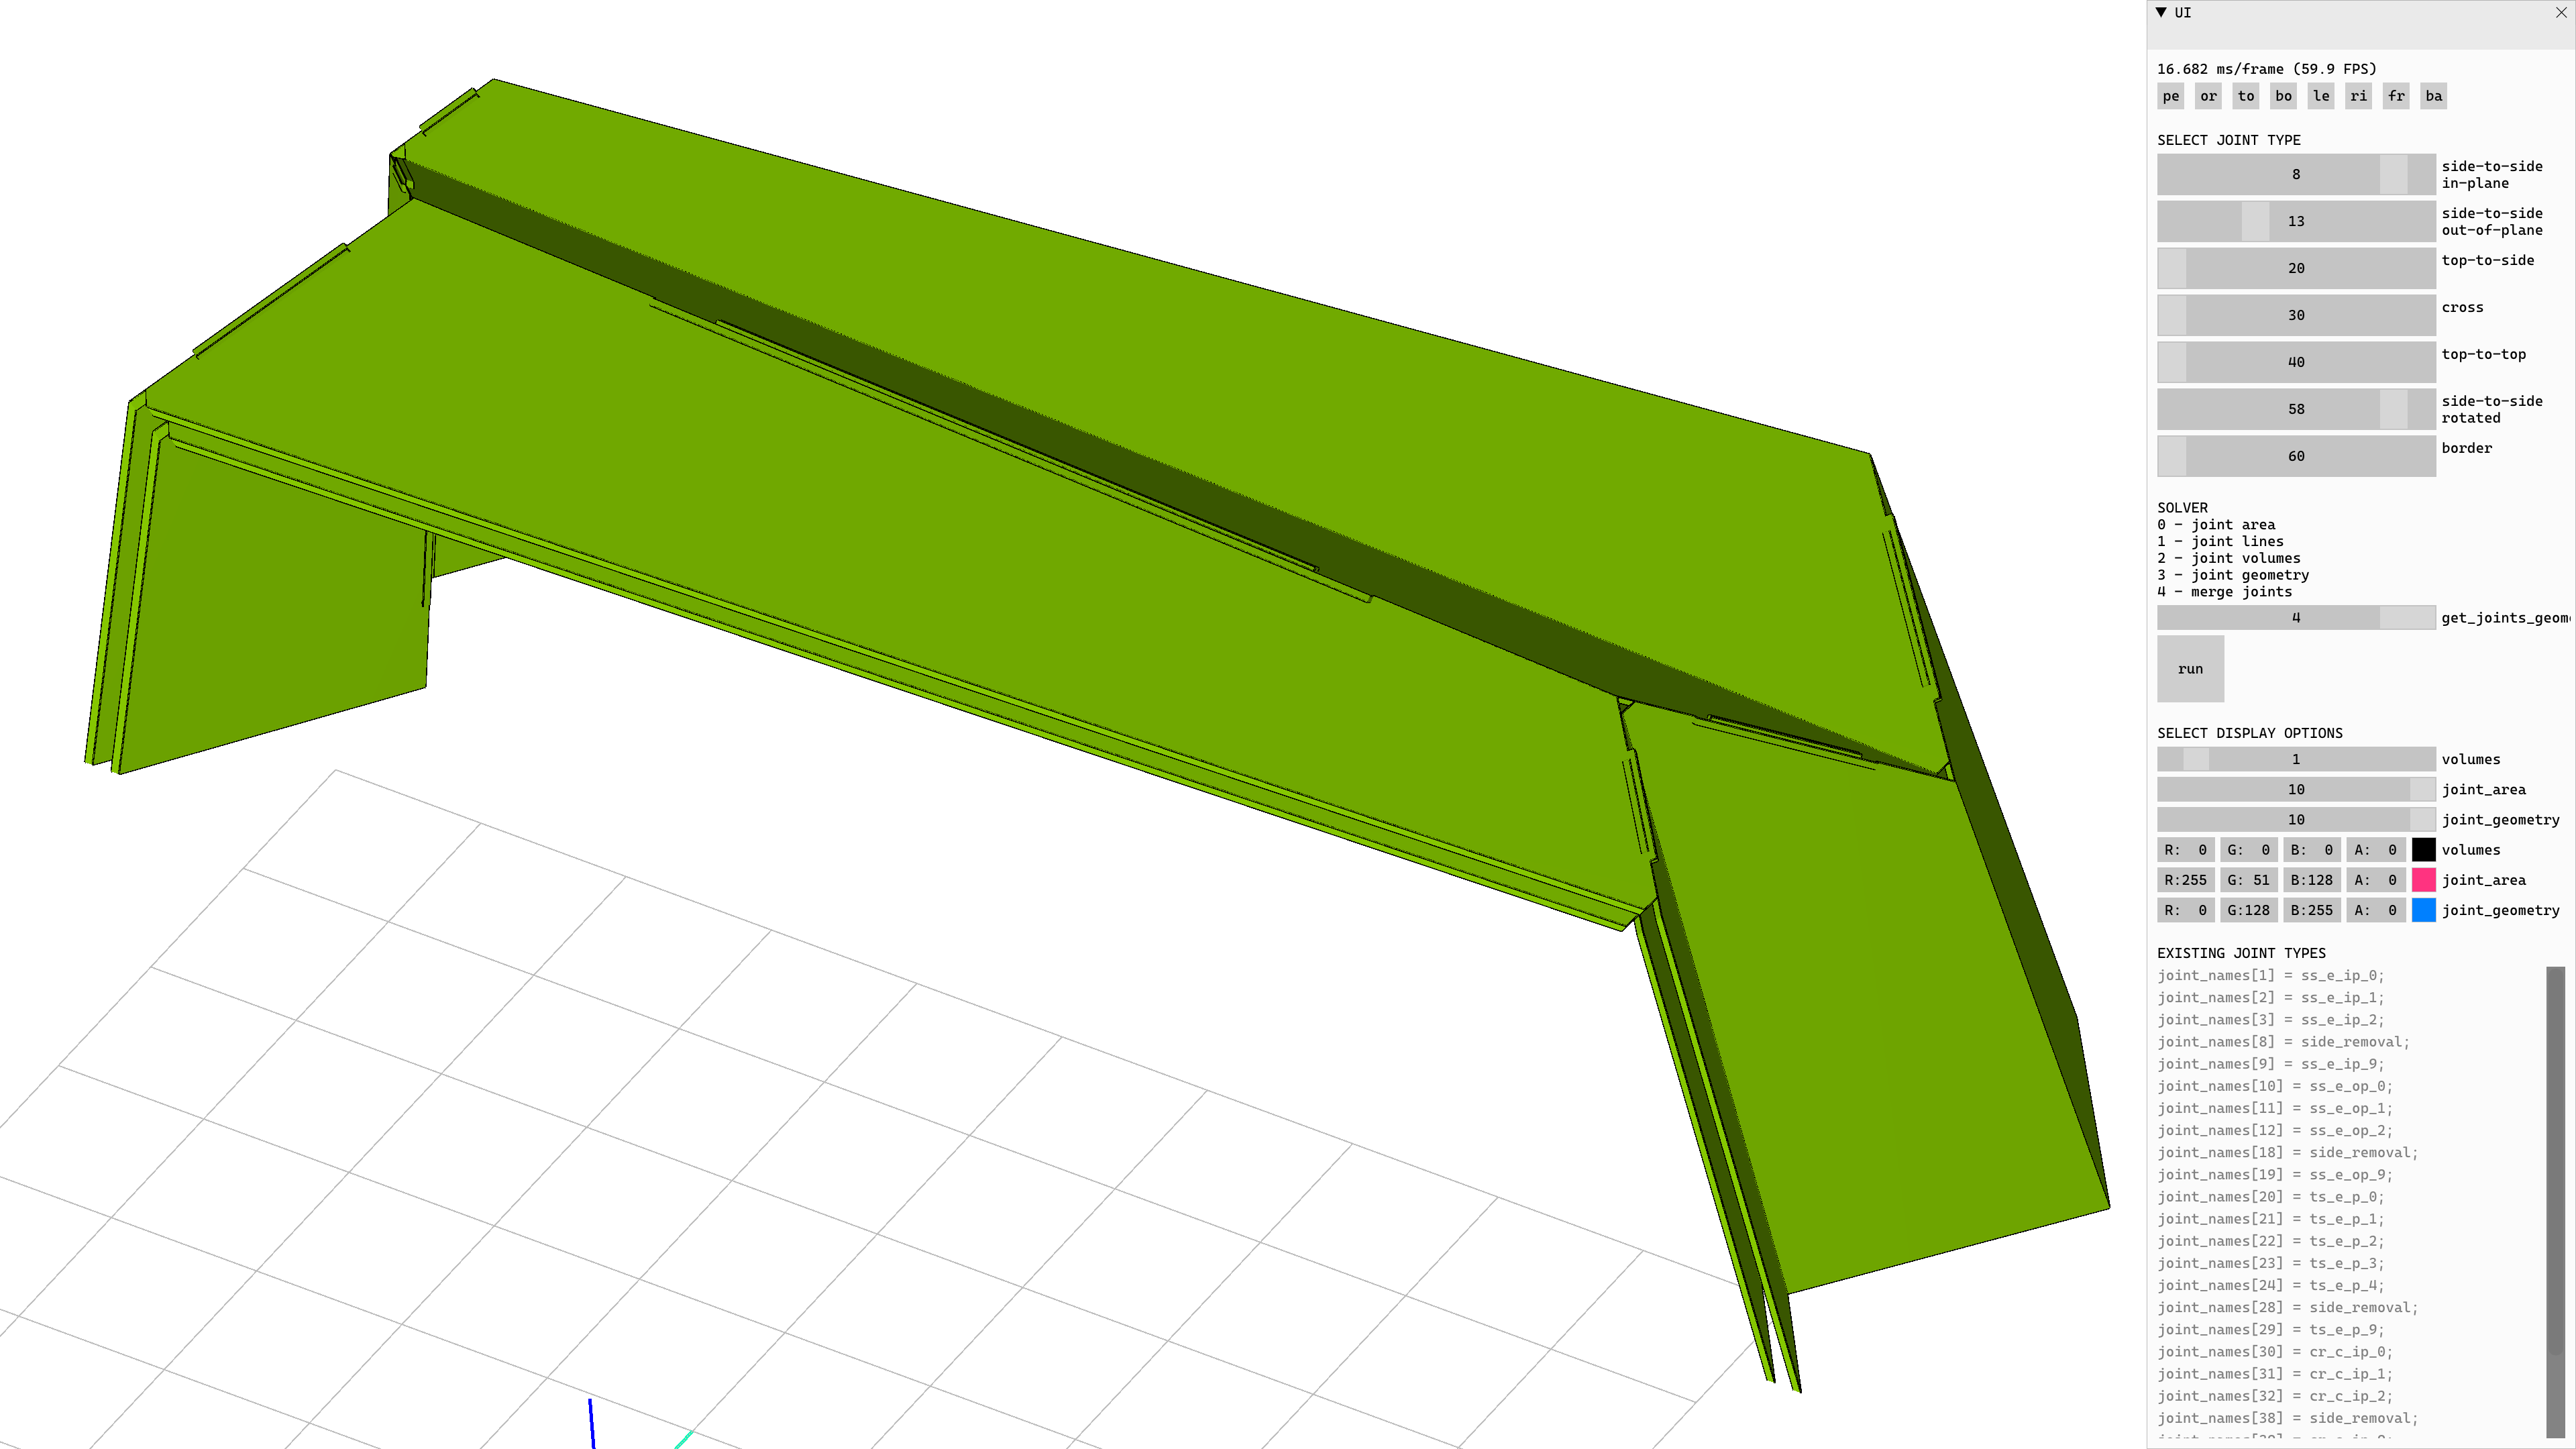 ▼ UI
16.682 ms/frame (59.9 FPS)
pe or to bo le ri fr ba
SELECT JOINT TYPE
8 side-to-side
in-plane
13 side-to-side
out-of-plane
20 top-to-side
30 cross
40 top-to-top
58 side-to-side
rotated
60 border
SOLVER
0 - joint area
1 - joint lines
2 - joint volumes
3 - joint geometry
4 - merge joints
4 get_joints_geom
run
SELECT DISPLAY OPTIONS
1 volumes
10 joint_area
10 joint_geometry
R: 0 G: 0 B: 0 A: 0 volumes
R:255 G: 51 B:128 A: 0 joint_area
R: 0 G:128 B:255 A: 0 joint_geometry
EXISTING JOINT TYPES
joint_names[1] = ss_e_ip_0;
joint_names[2] = ss_e_ip_1;
joint_names[3] = ss_e_ip_2;
joint_names[8] = side_removal;
joint_names[9] = ss_e_ip_9;
joint_names[10] = ss_e_op_0;
joint_names[11] = ss_e_op_1;
joint_names[12] = ss_e_op_2;
joint_names[18] = side_removal;
joint_names[19] = ss_e_op_9;
joint_names[20] = ts_e_p_0;
joint_names[21] = ts_e_p_1;
joint_names[22] = ts_e_p_2;
joint_names[23] = ts_e_p_3;
joint_names[24] = ts_e_p_4;
joint_names[28] = side_removal;
joint_names[29] = ts_e_p_9;
joint_names[30] = cr_c_ip_0;
joint_names[31] = cr_c_ip_1;
joint_names[32] = cr_c_ip_2;
joint_names[38] = side_removal;